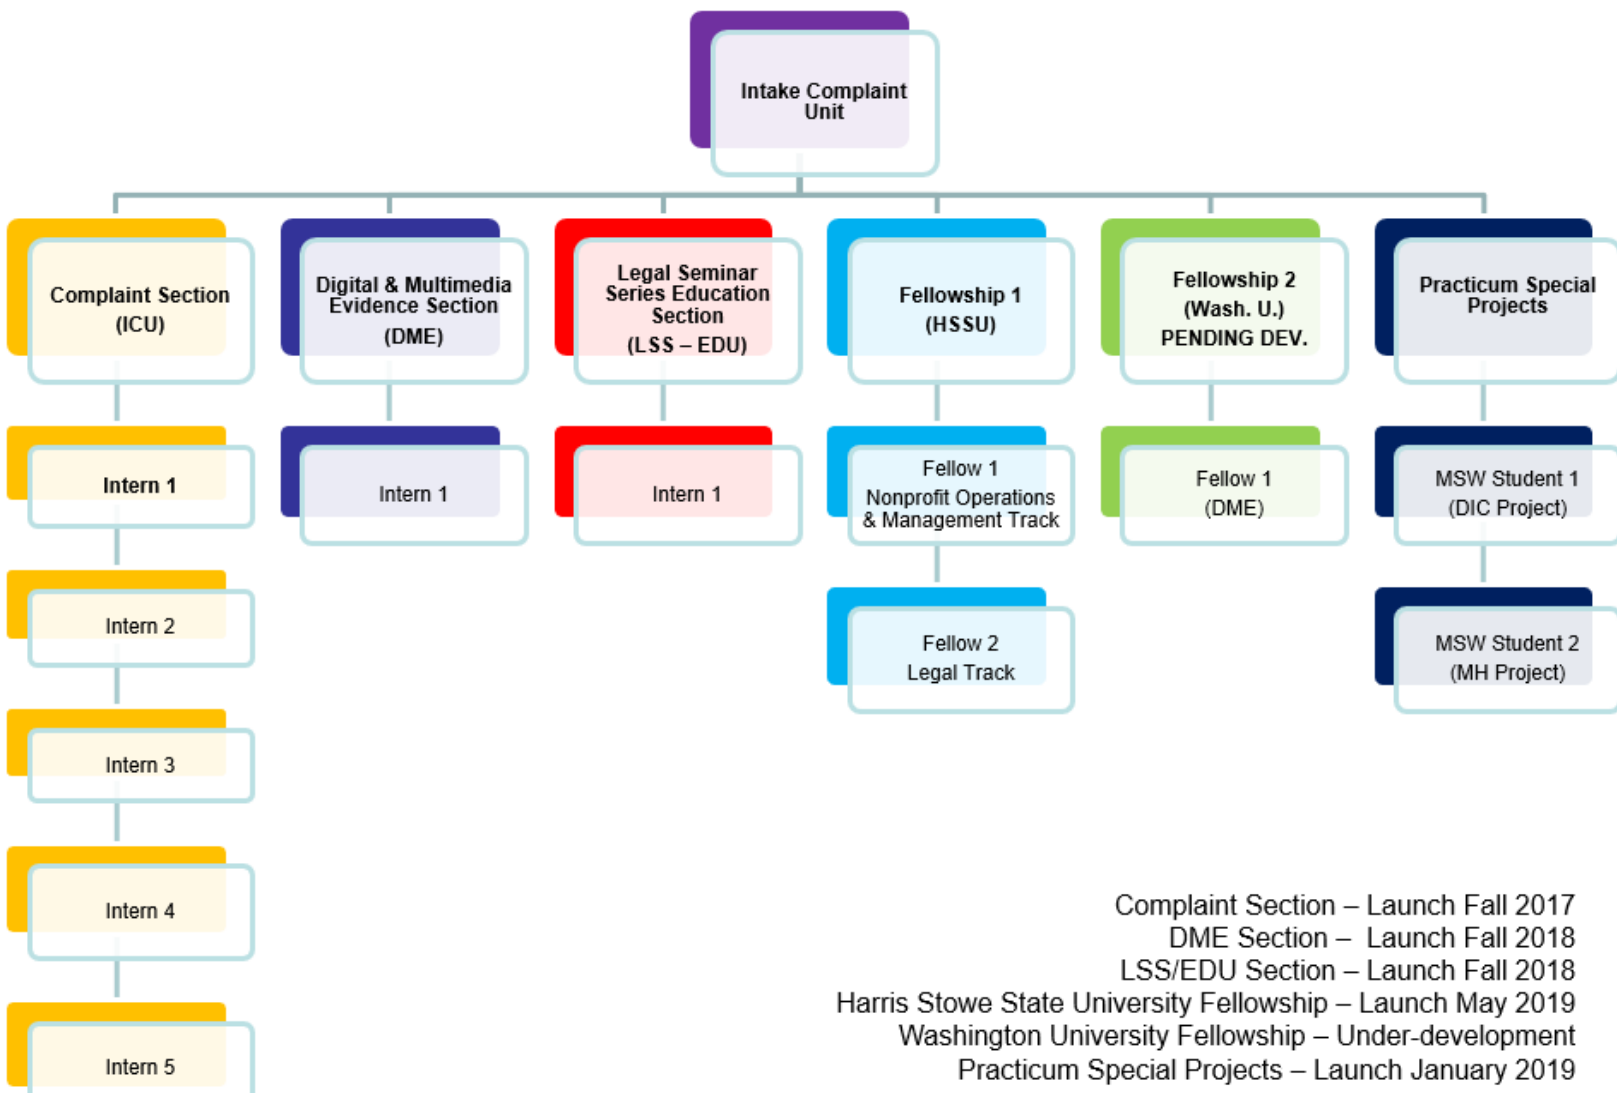 Intake Complaint
Unit
Complaint Section
(ICU)
Digital & Multimedia
Evidence Section
(DME)
Legal Seminar
Series Education
Section
(LSS – EDU)
Fellowship 1
(HSSU)
Fellowship 2
(Wash. U.)
PENDING DEV.
Practicum Special
Projects
Intern 1
Intern 1
Intern 1
Fellow 1
Nonprofit Operations
& Management Track
Fellow 1
(DME)
MSW Student 1
(DIC Project)
Intern 2
Fellow 2
Legal Track
MSW Student 2
(MH Project)
Intern 3
Intern 4
Intern 5
Complaint Section – Launch Fall 2017
DME Section – Launch Fall 2018
LSS/EDU Section – Launch Fall 2018
Harris Stowe State University Fellowship – Launch May 2019
Washington University Fellowship – Under-development
Practicum Special Projects – Launch January 2019